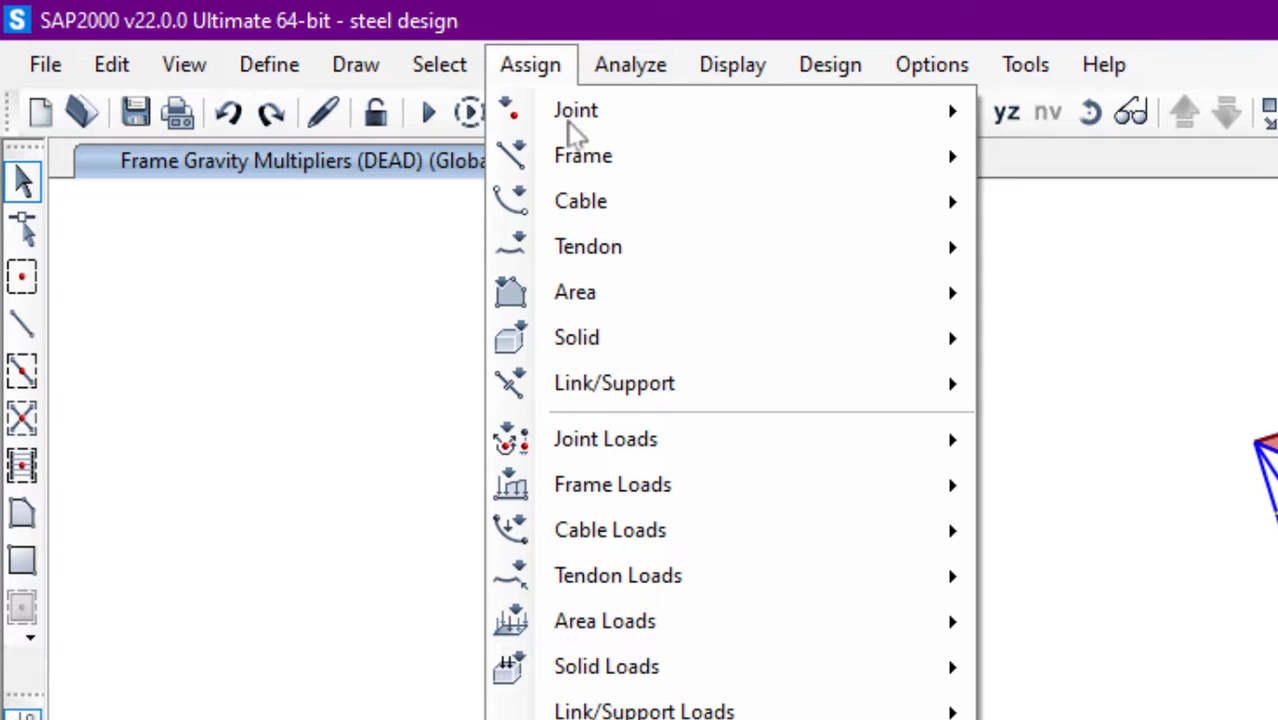 S SAP2000 v22.0.0 Ultimate 64-bit - steel design
File Edit View Define Draw Select Assign Analyze Display Design Options Tools Help
yz nv
Frame Gravity Multipliers (DEAD) (Globa
Joint
Frame
Cable
Tendon
Area
Solid
Link/Support
Joint Loads
Frame Loads
Cable Loads
Tendon Loads
Area Loads
Solid Loads
Link/Support Loads